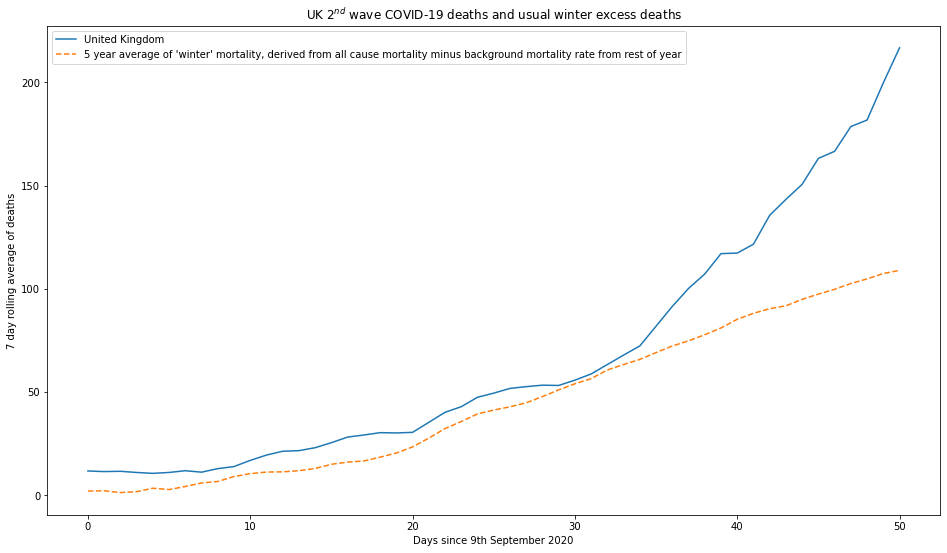 UK 2nd wave COVID-19 deaths and usual winter excess deaths
United Kingdom
5 year average of 'winter' mortality, derived from all cause mortality minus background mortality rate from rest of year
200
150
100
50
0
7 day rolling average of deaths
0 10 20 30 40 50
Days since 9th September 2020